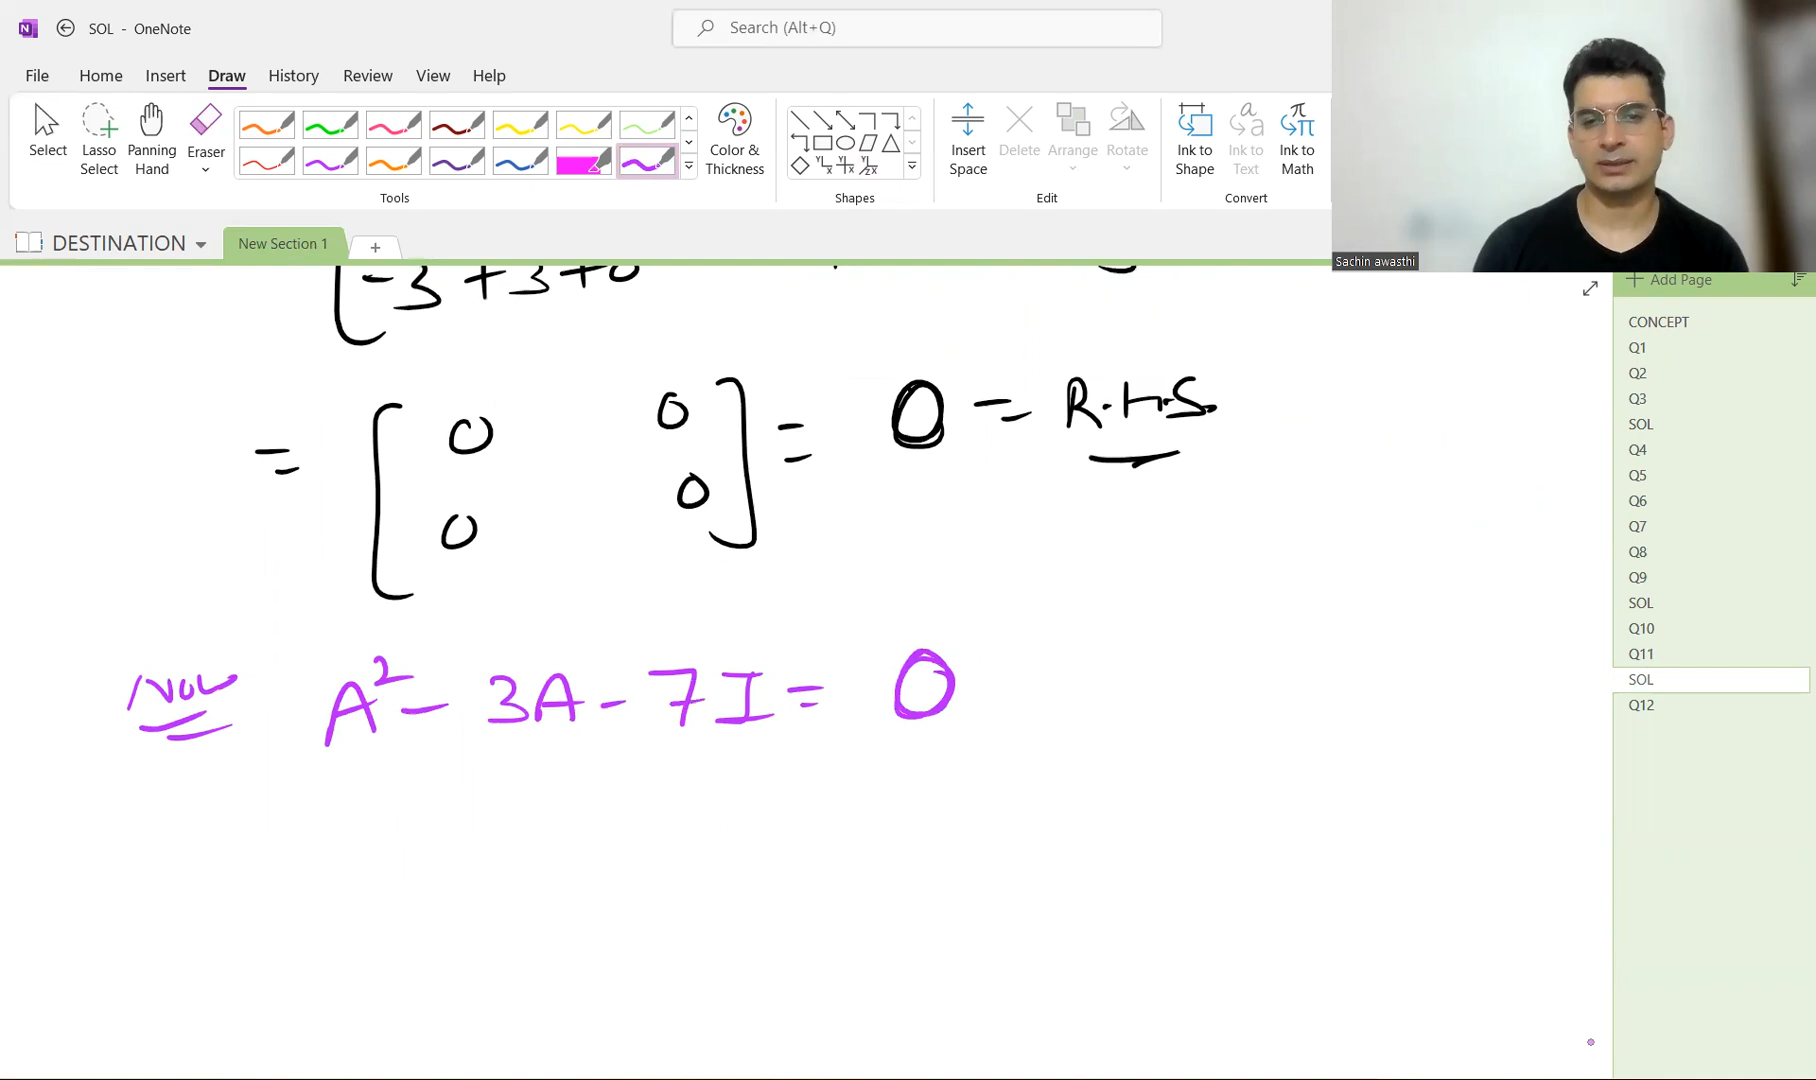 SOL - OneNote
Search (Alt+Q)
File Home Insert Draw History Review View Help
Select
Lasso Select
Panning Hand
Eraser
Color & Thickness
Insert Space
Delete
Arrange
Rotate
Ink to Shape
Ink to Text
Ink to Math
Tools Shapes Edit Convert
Sachin awasthi
DESTINATION
New Section 1
+
Add Page
CONCEPT
Q1
Q2
Q3
SOL
Q4
Q5
Q6
Q7
Q8
Q9
SOL
Q10
Q11
SOL
Q12
-3+3+0
= [ 0 0
0 0 ] = O = R.H.S.
Now A² - 3A - 7I = O